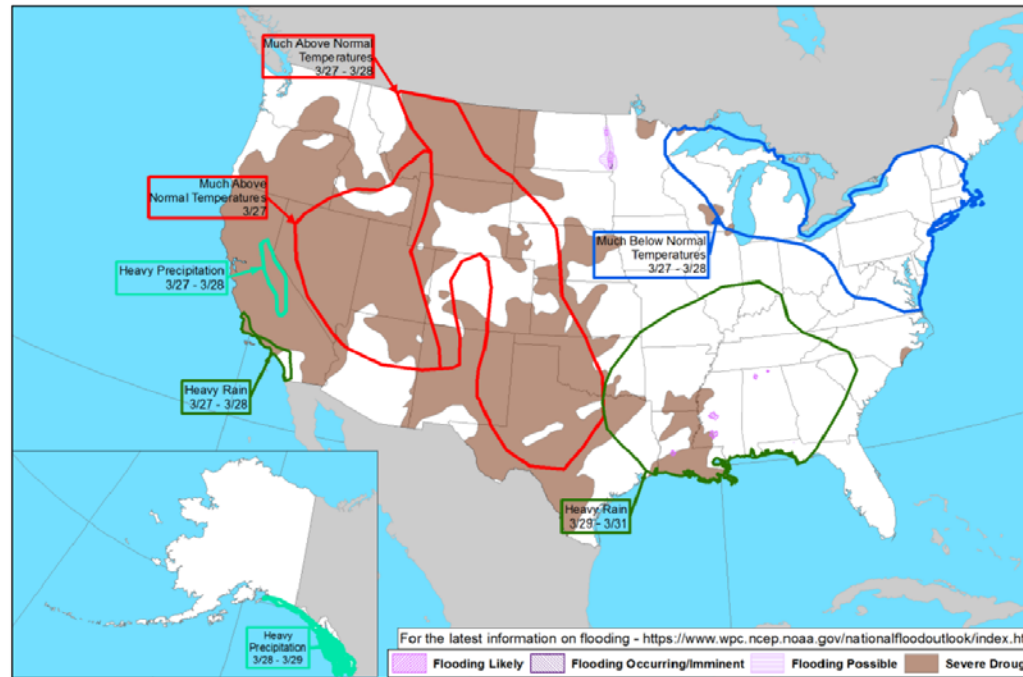 Much Above Normal
Temperatures
3/27 - 3/28
Much Above
Normal Temperatures
3/27
Heavy Precipitation
3/27 - 3/28
Much Below Normal
Temperatures
3/27 - 3/28
Heavy Rain
3/27 - 3/28
Heavy Rain
3/29 - 3/31
Heavy
Precipitation
3/28 - 3/29
For the latest information on flooding - https://www.wpc.ncep.noaa.gov/nationalfloodoutlook/index.ht
Flooding Likely Flooding Occurring/Imminent Flooding Possible Severe Droug